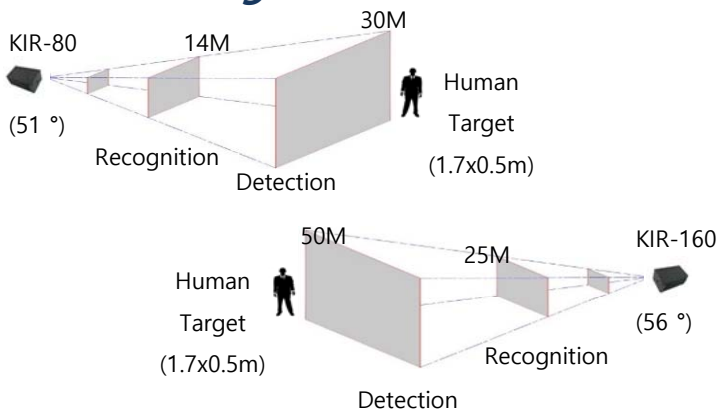 30M
KIR-80
14M
Human
(51 °)
Target
Recognition
(1.7x0.5m)
Detection
50M
KIR-160
25M
Human
Target
(56 °)
Recognition
(1.7x0.5m)
Detection